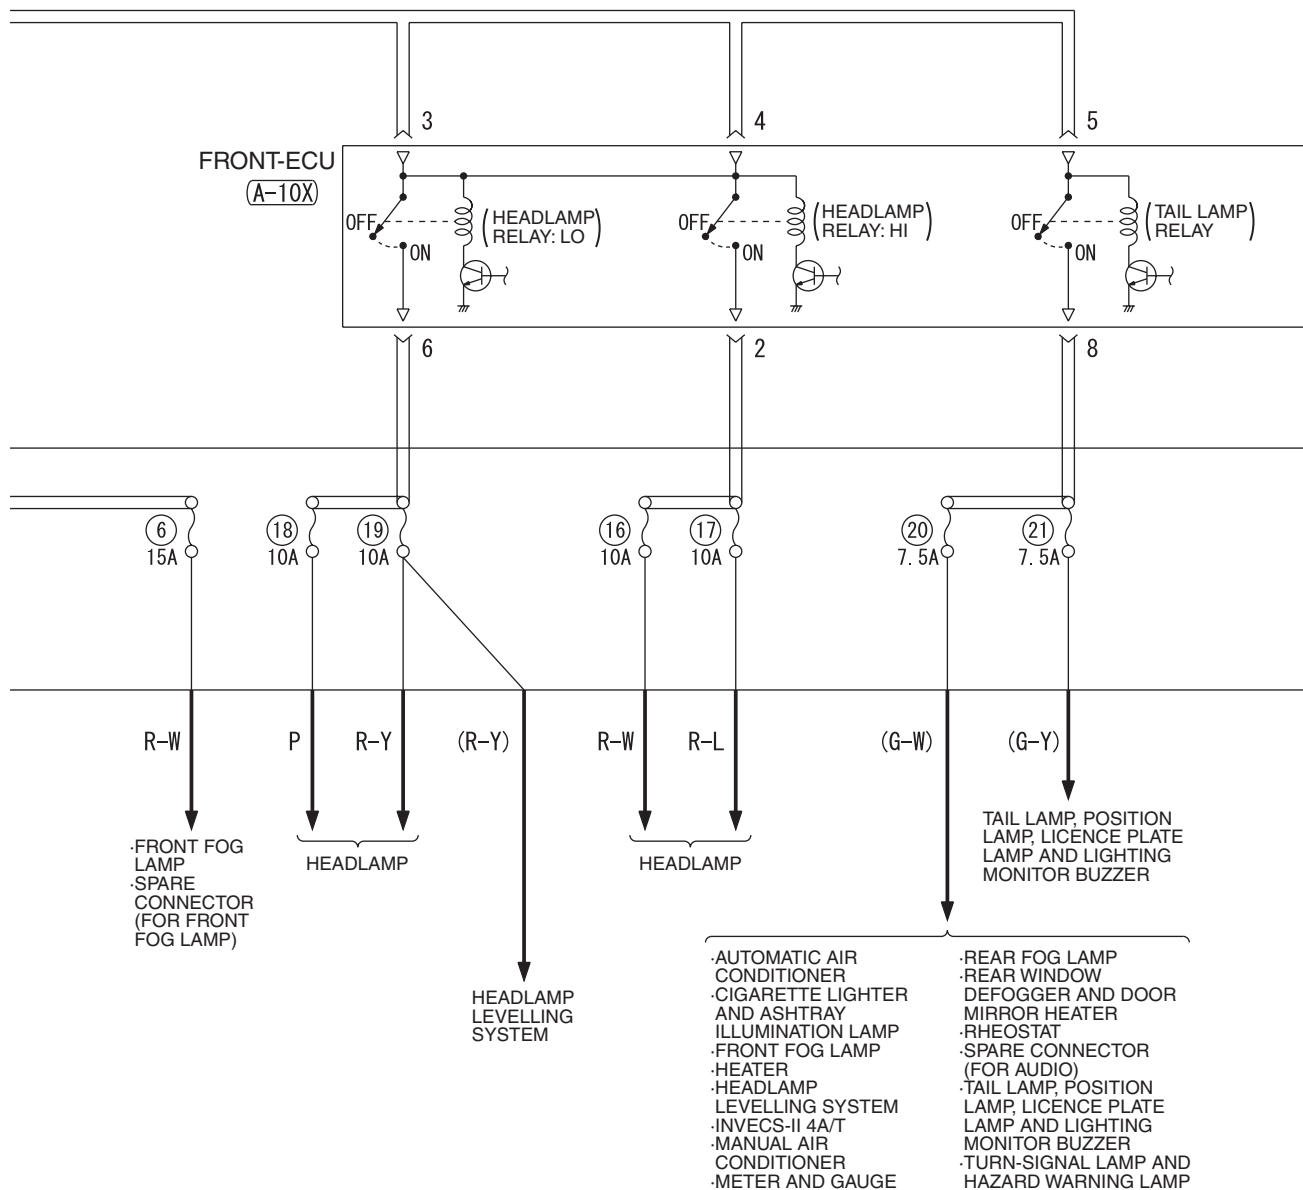 3
4
5
FRONT-ECU
A-10X
OFF
ON
(HEADLAMP
RELAY: LO)
OFF
ON
(HEADLAMP
RELAY: HI)
OFF
ON
(TAIL LAMP
RELAY)
6
2
8
6
15A
18
10A
19
10A
16
10A
17
10A
20
7.5A
21
7.5A
R-W
P
R-Y
(R-Y)
R-W
R-L
(G-W)
(G-Y)
·FRONT FOG
LAMP
·SPARE
CONNECTOR
(FOR FRONT
FOG LAMP)
HEADLAMP
HEADLAMP
LEVELLING
SYSTEM
HEADLAMP
TAIL LAMP, POSITION
LAMP, LICENCE PLATE
LAMP AND LIGHTING
MONITOR BUZZER
·AUTOMATIC AIR
CONDITIONER
·CIGARETTE LIGHTER
AND ASHTRAY
ILLUMINATION LAMP
·FRONT FOG LAMP
·HEATER
·HEADLAMP
LEVELLING SYSTEM
·INVECS-II 4A/T
·MANUAL AIR
CONDITIONER
·METER AND GAUGE
·REAR FOG LAMP
·REAR WINDOW
DEFOGGER AND DOOR
MIRROR HEATER
·RHEOSTAT
·SPARE CONNECTOR
(FOR AUDIO)
·TAIL LAMP, POSITION
LAMP, LICENCE PLATE
LAMP AND LIGHTING
MONITOR BUZZER
·TURN-SIGNAL LAMP AND
HAZARD WARNING LAMP